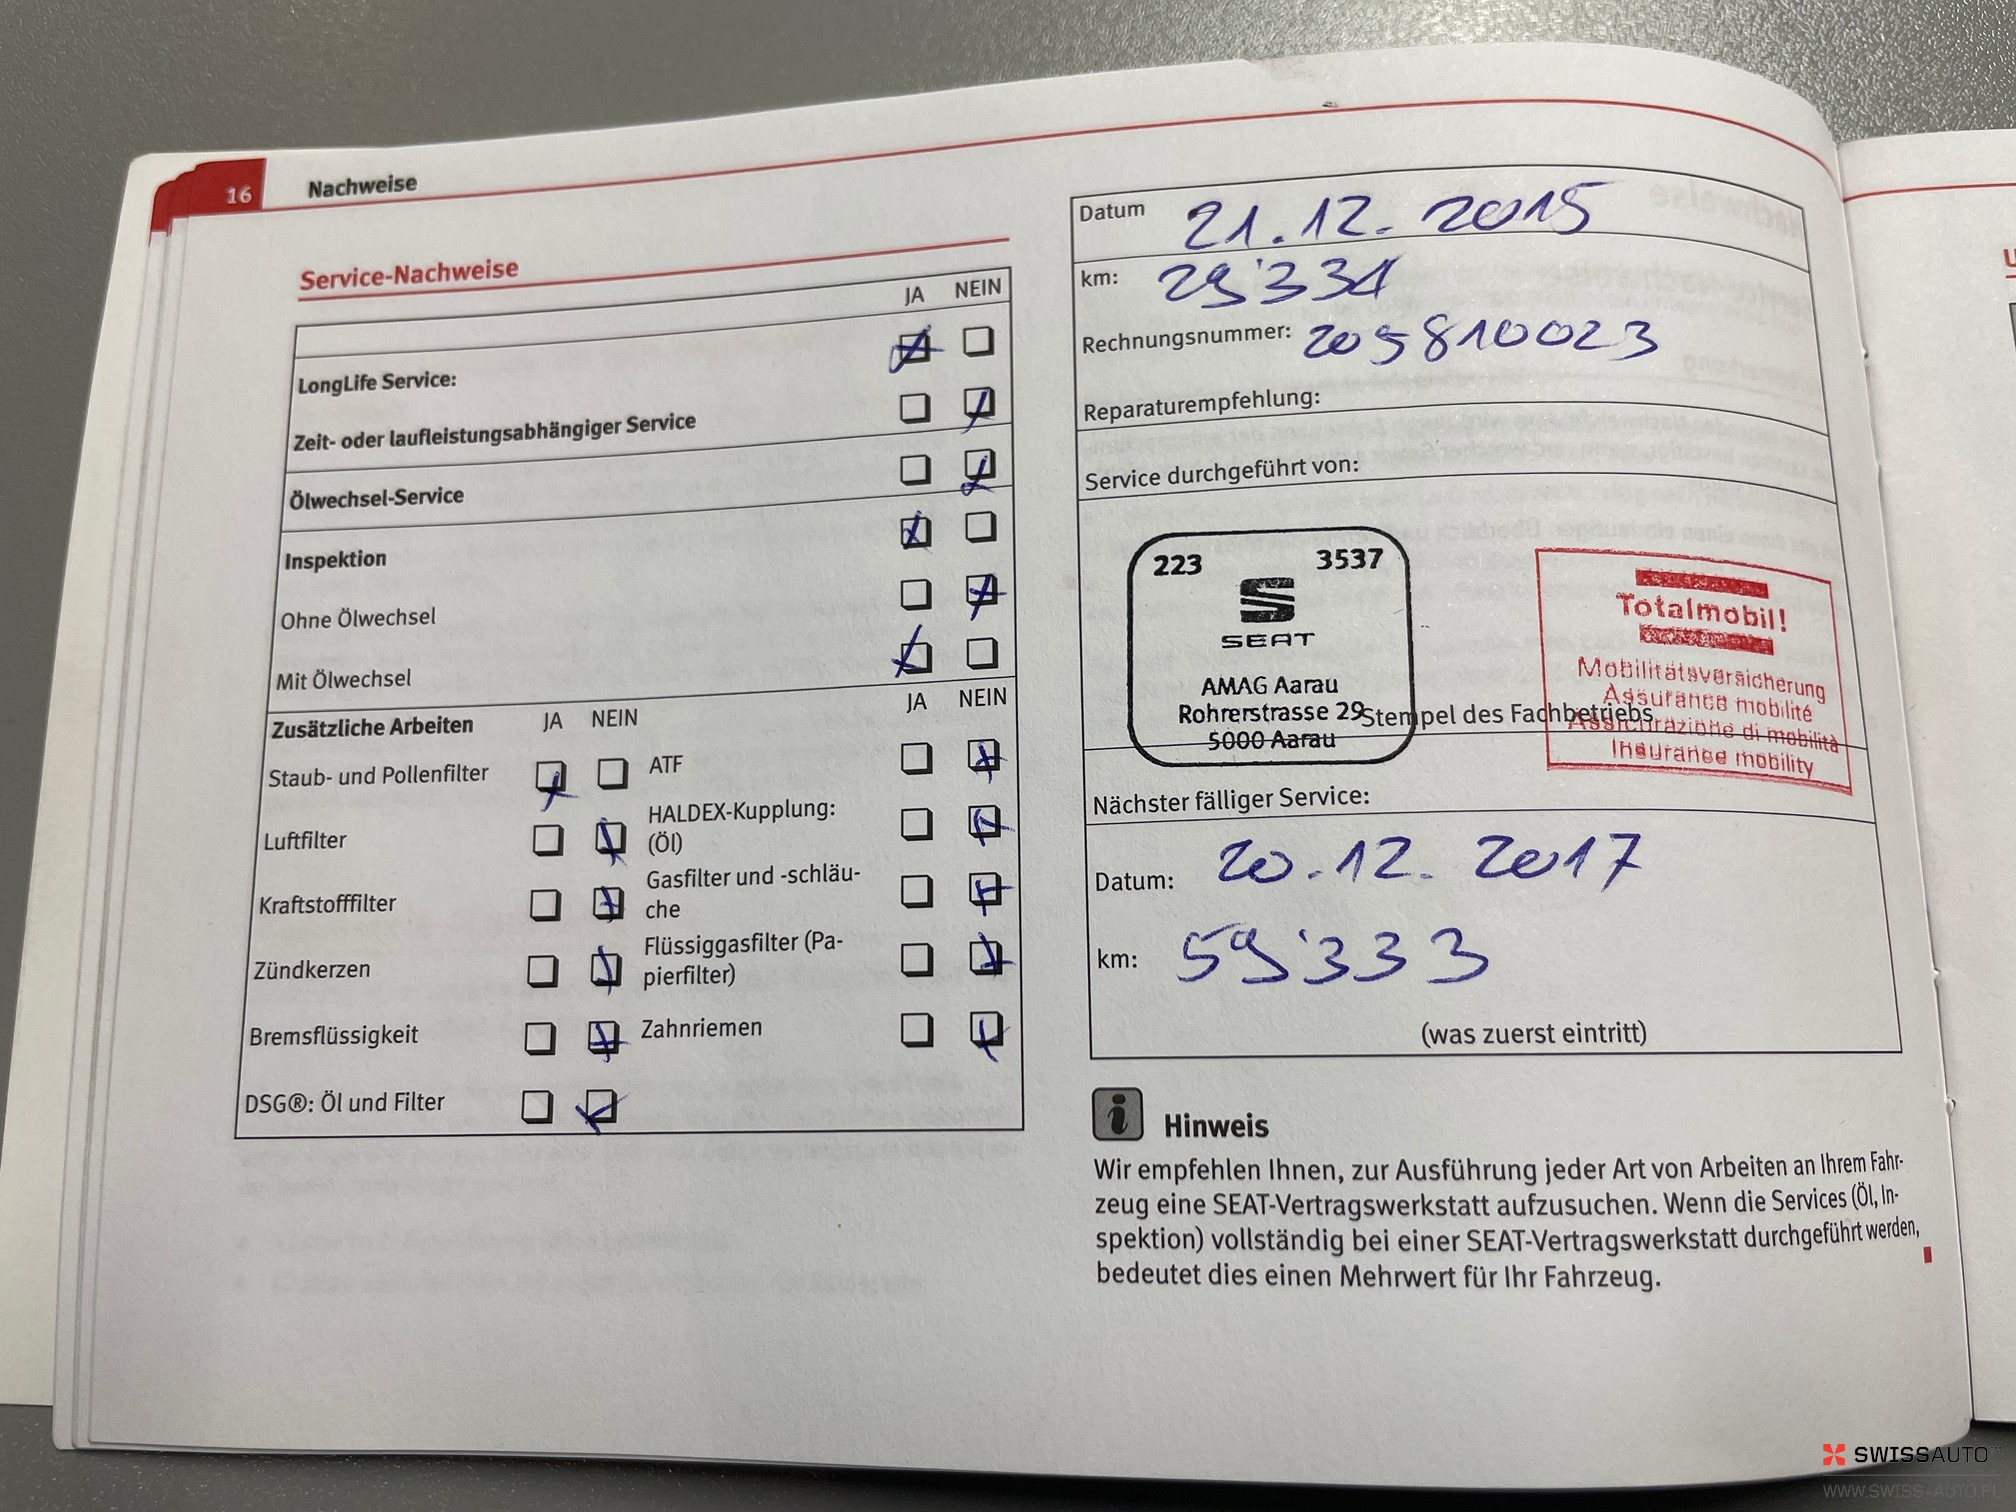 16 Nachweise
Service-Nachweise
JA NEIN
LongLife Service:
Zeit- oder laufleistungsabhängiger Service
Ölwechsel-Service
Inspektion
Ohne Ölwechsel
Mit Ölwechsel
Zusätzliche Arbeiten JA NEIN JA NEIN
Staub- und Pollenfilter ATF
Luftfilter HALDEX-Kupplung:
(Öl)
Kraftstofffilter Gasfilter und -schläu-
che
Zündkerzen Flüssiggasfilter (Pa-
pierfilter)
Bremsflüssigkeit Zahnriemen
DSG®: Öl und Filter
Datum 21.12.2015
km: 29'331
Rechnungsnummer: 205810023
Reparaturempfehlung:
Service durchgeführt von:
223 3537
SEAT
AMAG Aarau
Rohrerstrasse 29
5000 Aarau
Stempel des Fachbetriebs
Totalmobil!
Mobilitätsversicherung
Assurance mobilité
Assicurazione di mobilità
Insurance mobility
Nächster fälliger Service:
Datum: 20.12.2017
km: 59'333
(was zuerst eintritt)
i Hinweis
Wir empfehlen Ihnen, zur Ausführung jeder Art von Arbeiten an Ihrem Fahr-
zeug eine SEAT-Vertragswerkstatt aufzusuchen. Wenn die Services (Öl, In-
spektion) vollständig bei einer SEAT-Vertragswerkstatt durchgeführt werden,
bedeutet dies einen Mehrwert für Ihr Fahrzeug.
SWISSAUTO
WWW.SWISS-AUTO.PL